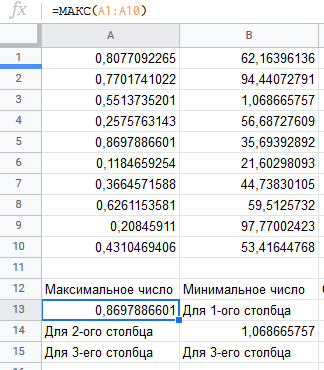 fx =МАКС(A1:A10)
A B
1 0,8077092265 62,16396136
2 0,7701741022 94,44072791
3 0,5513735201 1,068665757
4 0,2575763143 56,68727609
5 0,8697886601 35,69392892
6 0,1184659254 21,60298093
7 0,3664571588 44,73830105
8 0,6261153581 59,5125732
9 0,20845911 97,77002423
10 0,4310469406 53,41644768
11
12 Максимальное число Минимальное число
13 0,8697886601 Для 1-ого столбца
14 Для 2-ого столбца 1,068665757
15 Для 3-его столбца Для 3-его столбца